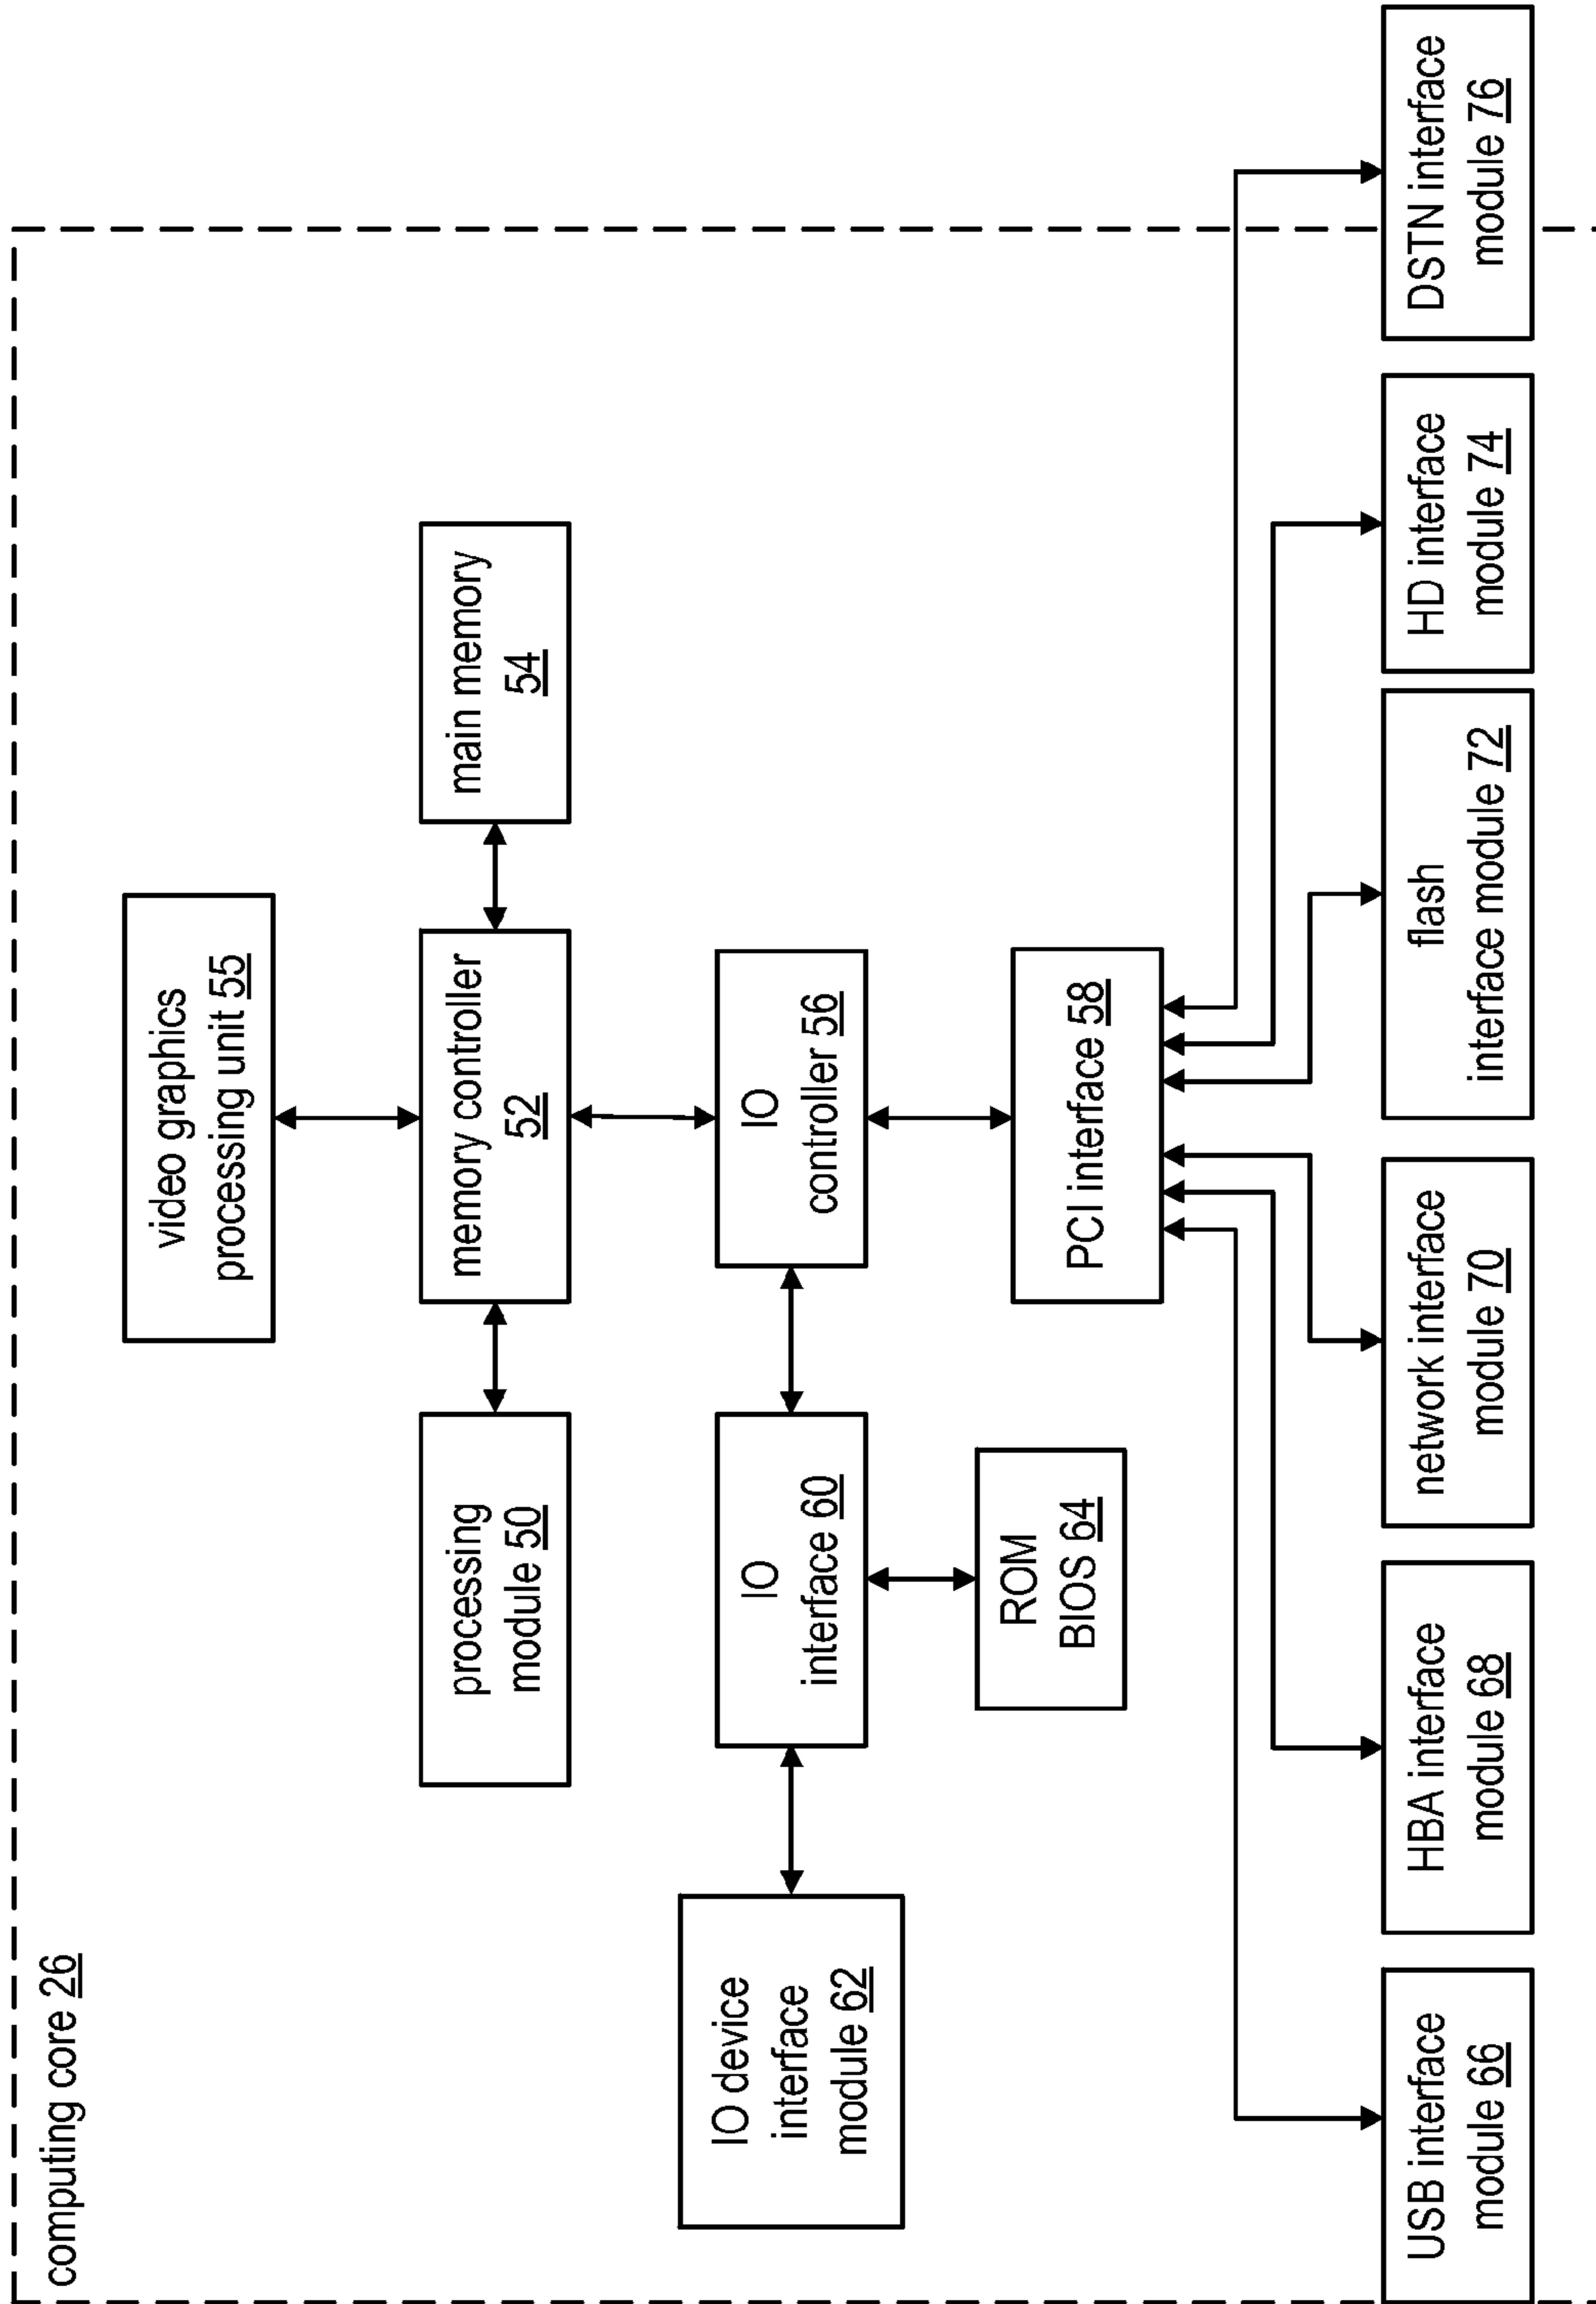 computing core 26
video graphics
processing unit 55
processing
module 50
memory controller
52
main memory
54
IO device
interface
module 62
IO
interface 60
IO
controller 56
ROM
BIOS 64
PCI interface 58
USB interface
module 66
HBA interface
module 68
network interface
module 70
flash
interface module 72
HD interface
module 74
DSTN interface
module 76